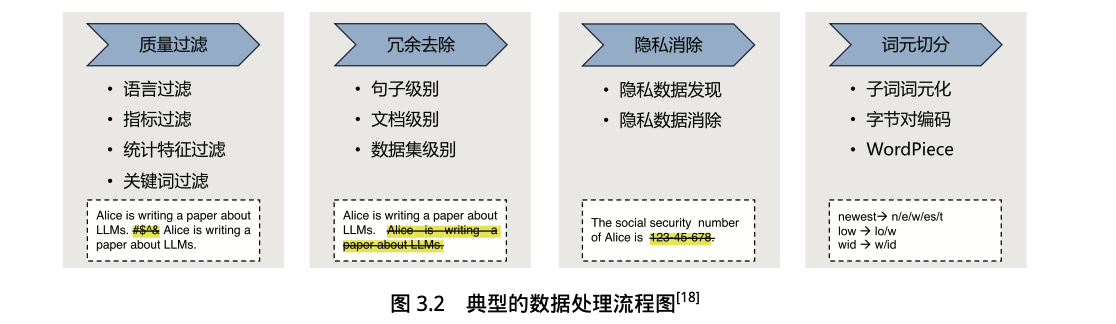 质量过滤
• 语言过滤
• 指标过滤
• 统计特征过滤
• 关键词过滤
Alice is writing a paper about
LLMs. #$^& Alice is writing a
paper about LLMs.
冗余去除
• 句子级别
• 文档级别
• 数据集级别
Alice is writing a paper about
LLMs. Alice is writing a
paper about LLMs.
隐私消除
• 隐私数据发现
• 隐私数据消除
The social security number
of Alice is 123-45-678.
词元切分
• 子词词元化
• 字节对编码
• WordPiece
newest→ n/e/w/es/t
low → lo/w
wid → w/id
图 3.2 典型的数据处理流程图[18]